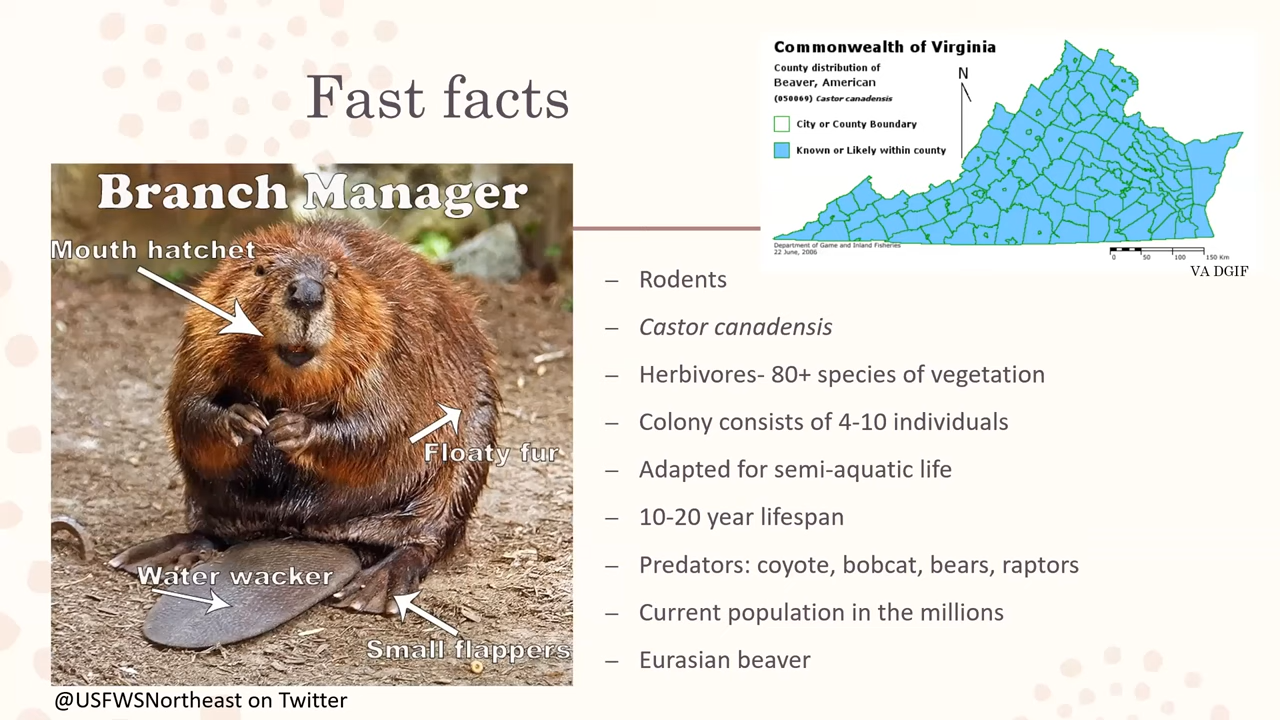 Fast facts
Commonwealth of Virginia
County distribution of
Beaver, American
(050069) Castor canadensis
N
City or County Boundary
Known or Likely within county
Department of Game and Inland Fisheries
22 June, 2006
0 50 100 150 Km
VA DGIF
Branch Manager
Mouth hatchet
Floaty fur
Water wacker
Small flappers
@USFWSNortheast on Twitter
– Rodents
– Castor canadensis
– Herbivores- 80+ species of vegetation
– Colony consists of 4-10 individuals
– Adapted for semi-aquatic life
– 10-20 year lifespan
– Predators: coyote, bobcat, bears, raptors
– Current population in the millions
– Eurasian beaver